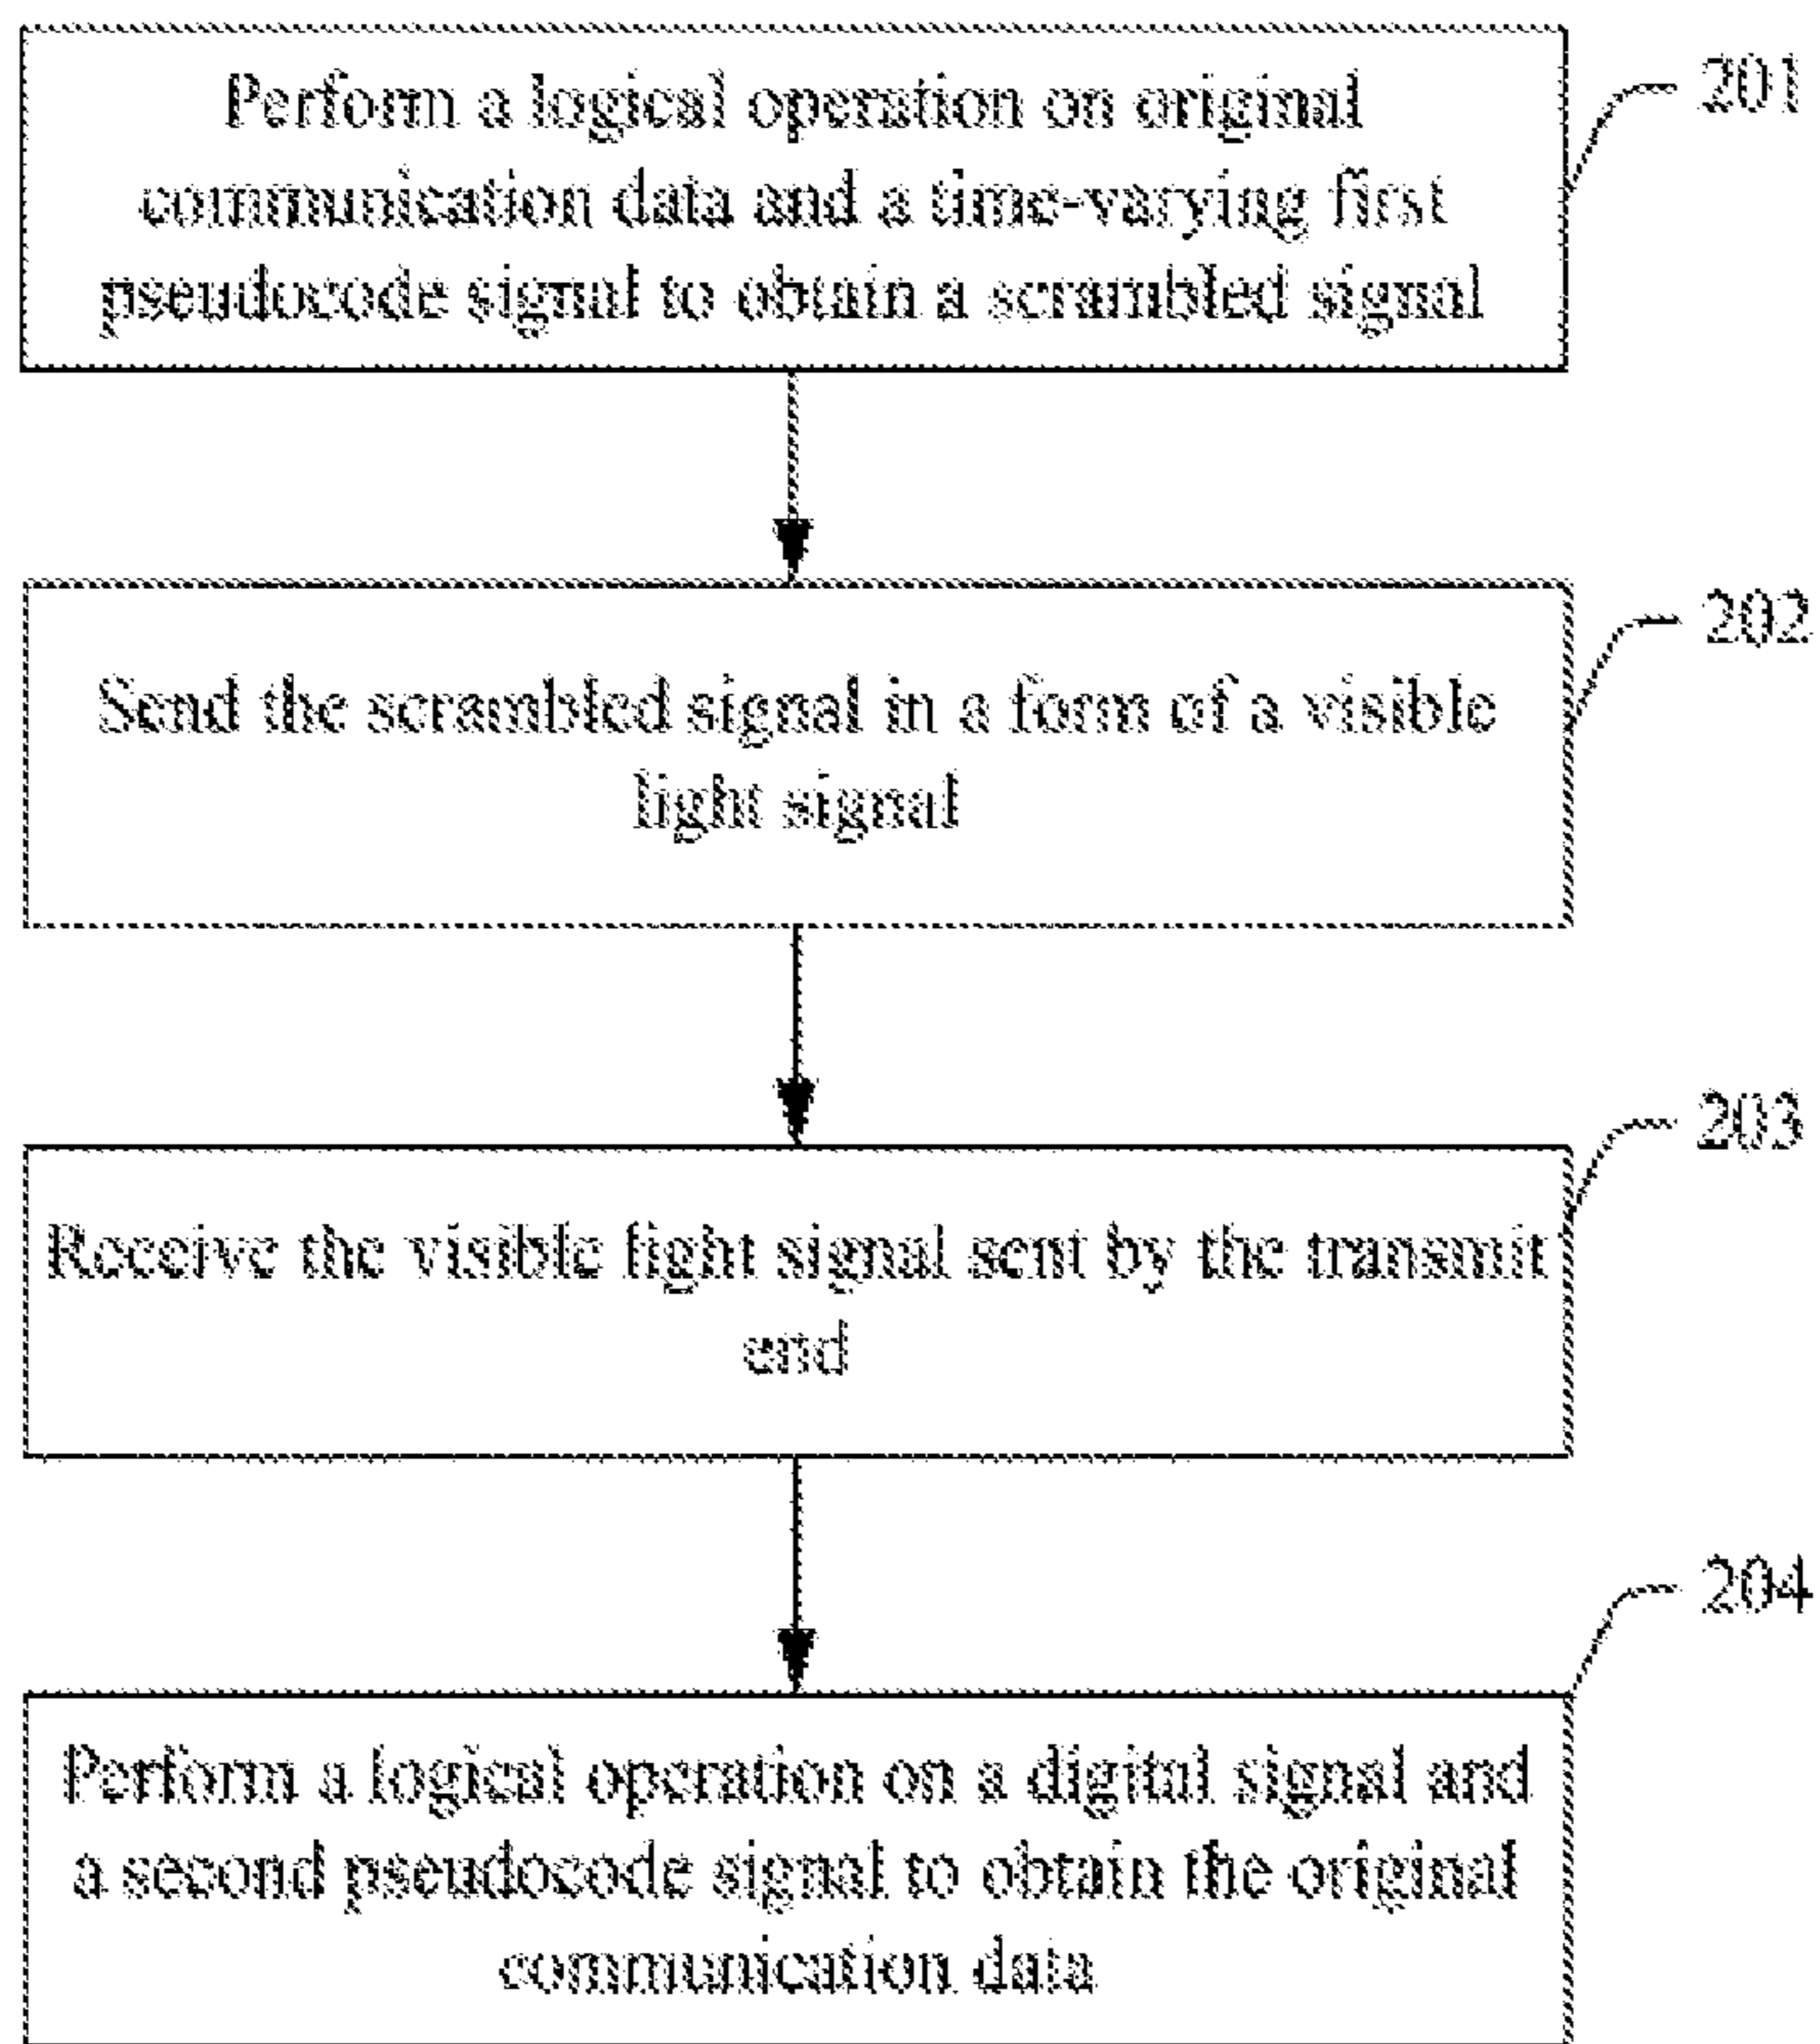 Perform a logical operation on original
communication data and a time-varying first
pseudocode signal to obtain a scrambled signal
201
Send the scrambled signal in a form of a visible
light signal
202
Receive the visible light signal sent by the transmit
end
203
Perform a logical operation on a digital signal and
a second pseudocode signal to obtain the original
communication data
204